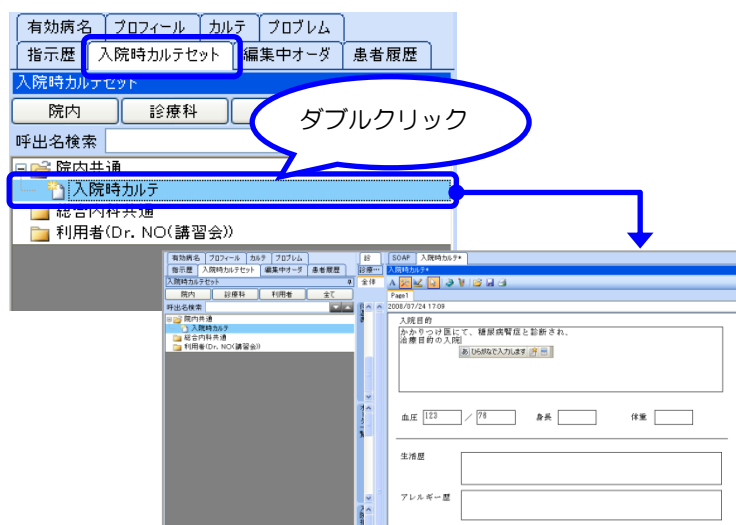 有効病名 プロフィール カルテ プロブレム
指示歴 入院時カルテセット 編集中オーダ 患者履歴
入院時カルテセット
院内 診療科
呼出名検索
ダブルクリック
院内共通
入院時カルテ
総合内科共通
利用者(Dr. NO(講習会))
有効病名 プロフィール カルテ プロブレム
指示歴 入院時カルテセット 編集中オーダ 患者履歴
入院時カルテセット
院内 診療科 利用者 全て
呼出名検索
院内共通
入院時カルテ
総合内科共通
利用者(Dr. NO(講習会))
診 SOAP 入院時カルテ*
診療… 入院時カルテ*
全体
Page1
2008/07/24 17:09
入院目的
かかりつけ医にて、糖尿病腎症と診断され、
治療目的の入院
あ ひらがなで入力します
血圧 123 / 78 身長 体重
生活歴
アレルギー歴